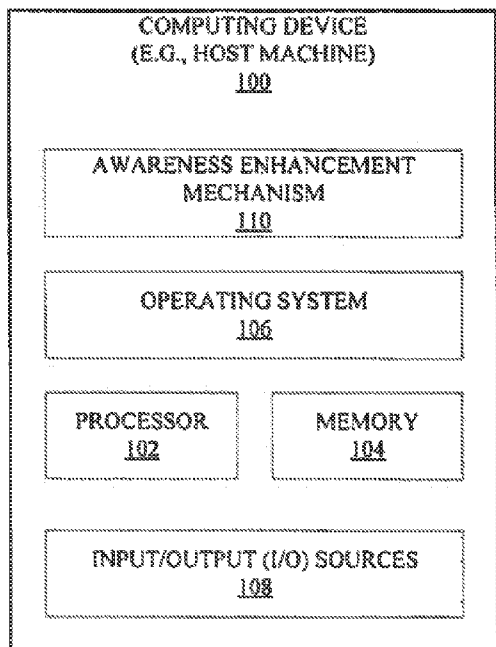 COMPUTING DEVICE
(E.G., HOST MACHINE)
100
AWARENESS ENHANCEMENT
MECHANISM
110
OPERATING SYSTEM
106
PROCESSOR
102
MEMORY
104
INPUT/OUTPUT (I/O) SOURCES
108